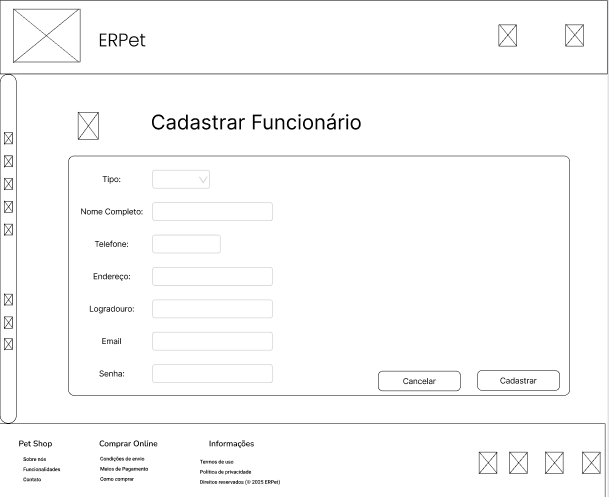 ERPet
Cadastrar Funcionário
Tipo:
Nome Completo:
Telefone:
Endereço:
Logradouro:
Email
Senha:
Cancelar
Cadastrar
Pet Shop
Sobre nós
Funcionalidades
Contato
Comprar Online
Condições de envio
Meios de Pagamento
Como comprar
Informações
Termos de uso
Política de privacidade
Direitos reservados (© 2025 ERPet)